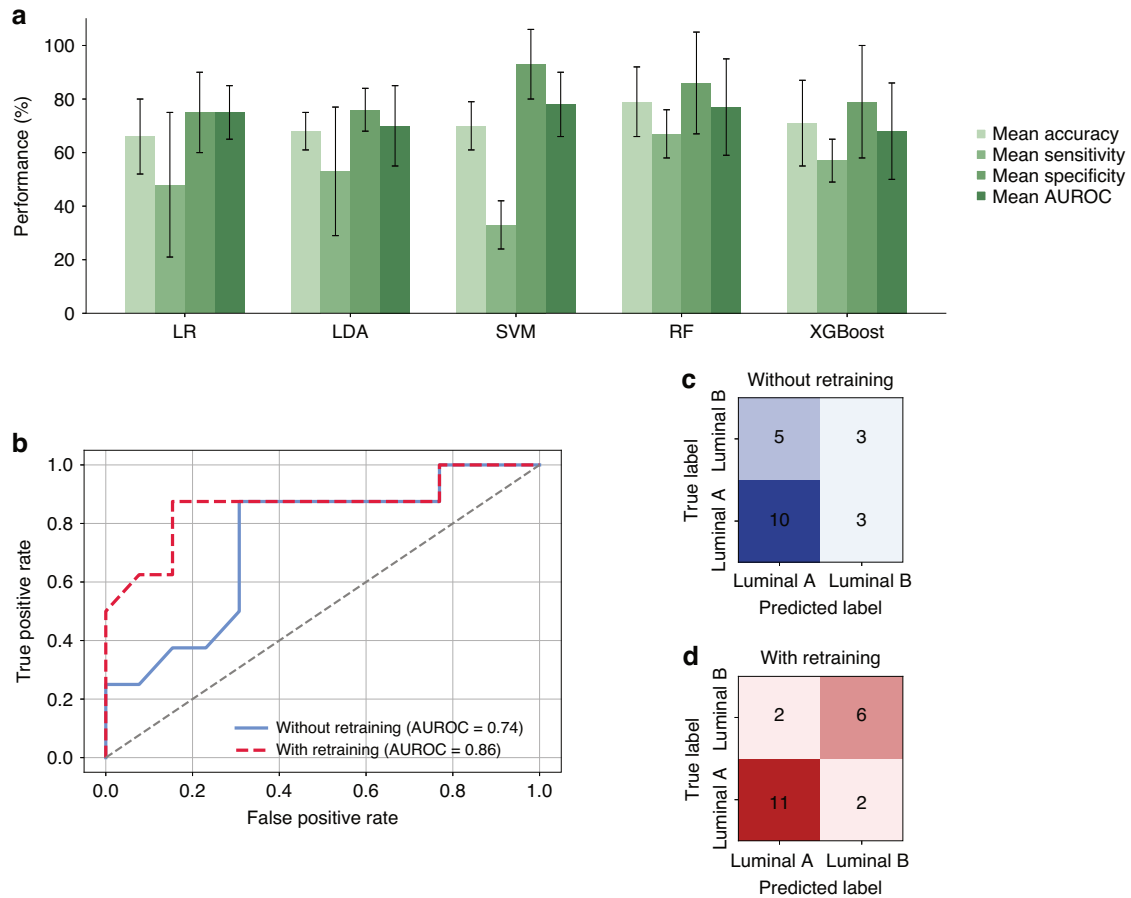 a
Performance (%)
100
80
60
40
20
0
LR
LDA
SVM
RF
XGBoost
Mean accuracy
Mean sensitivity
Mean specificity
Mean AUROC
b
True positive rate
1.0
0.8
0.6
0.4
0.2
0.0
0.0
0.2
0.4
0.6
0.8
1.0
False positive rate
Without retraining (AUROC = 0.74)
With retraining (AUROC = 0.86)
c
Without retraining
True label
Luminal B
Luminal A
5
3
10
3
Luminal A
Luminal B
Predicted label
d
With retraining
True label
Luminal B
Luminal A
2
6
11
2
Luminal A
Luminal B
Predicted label